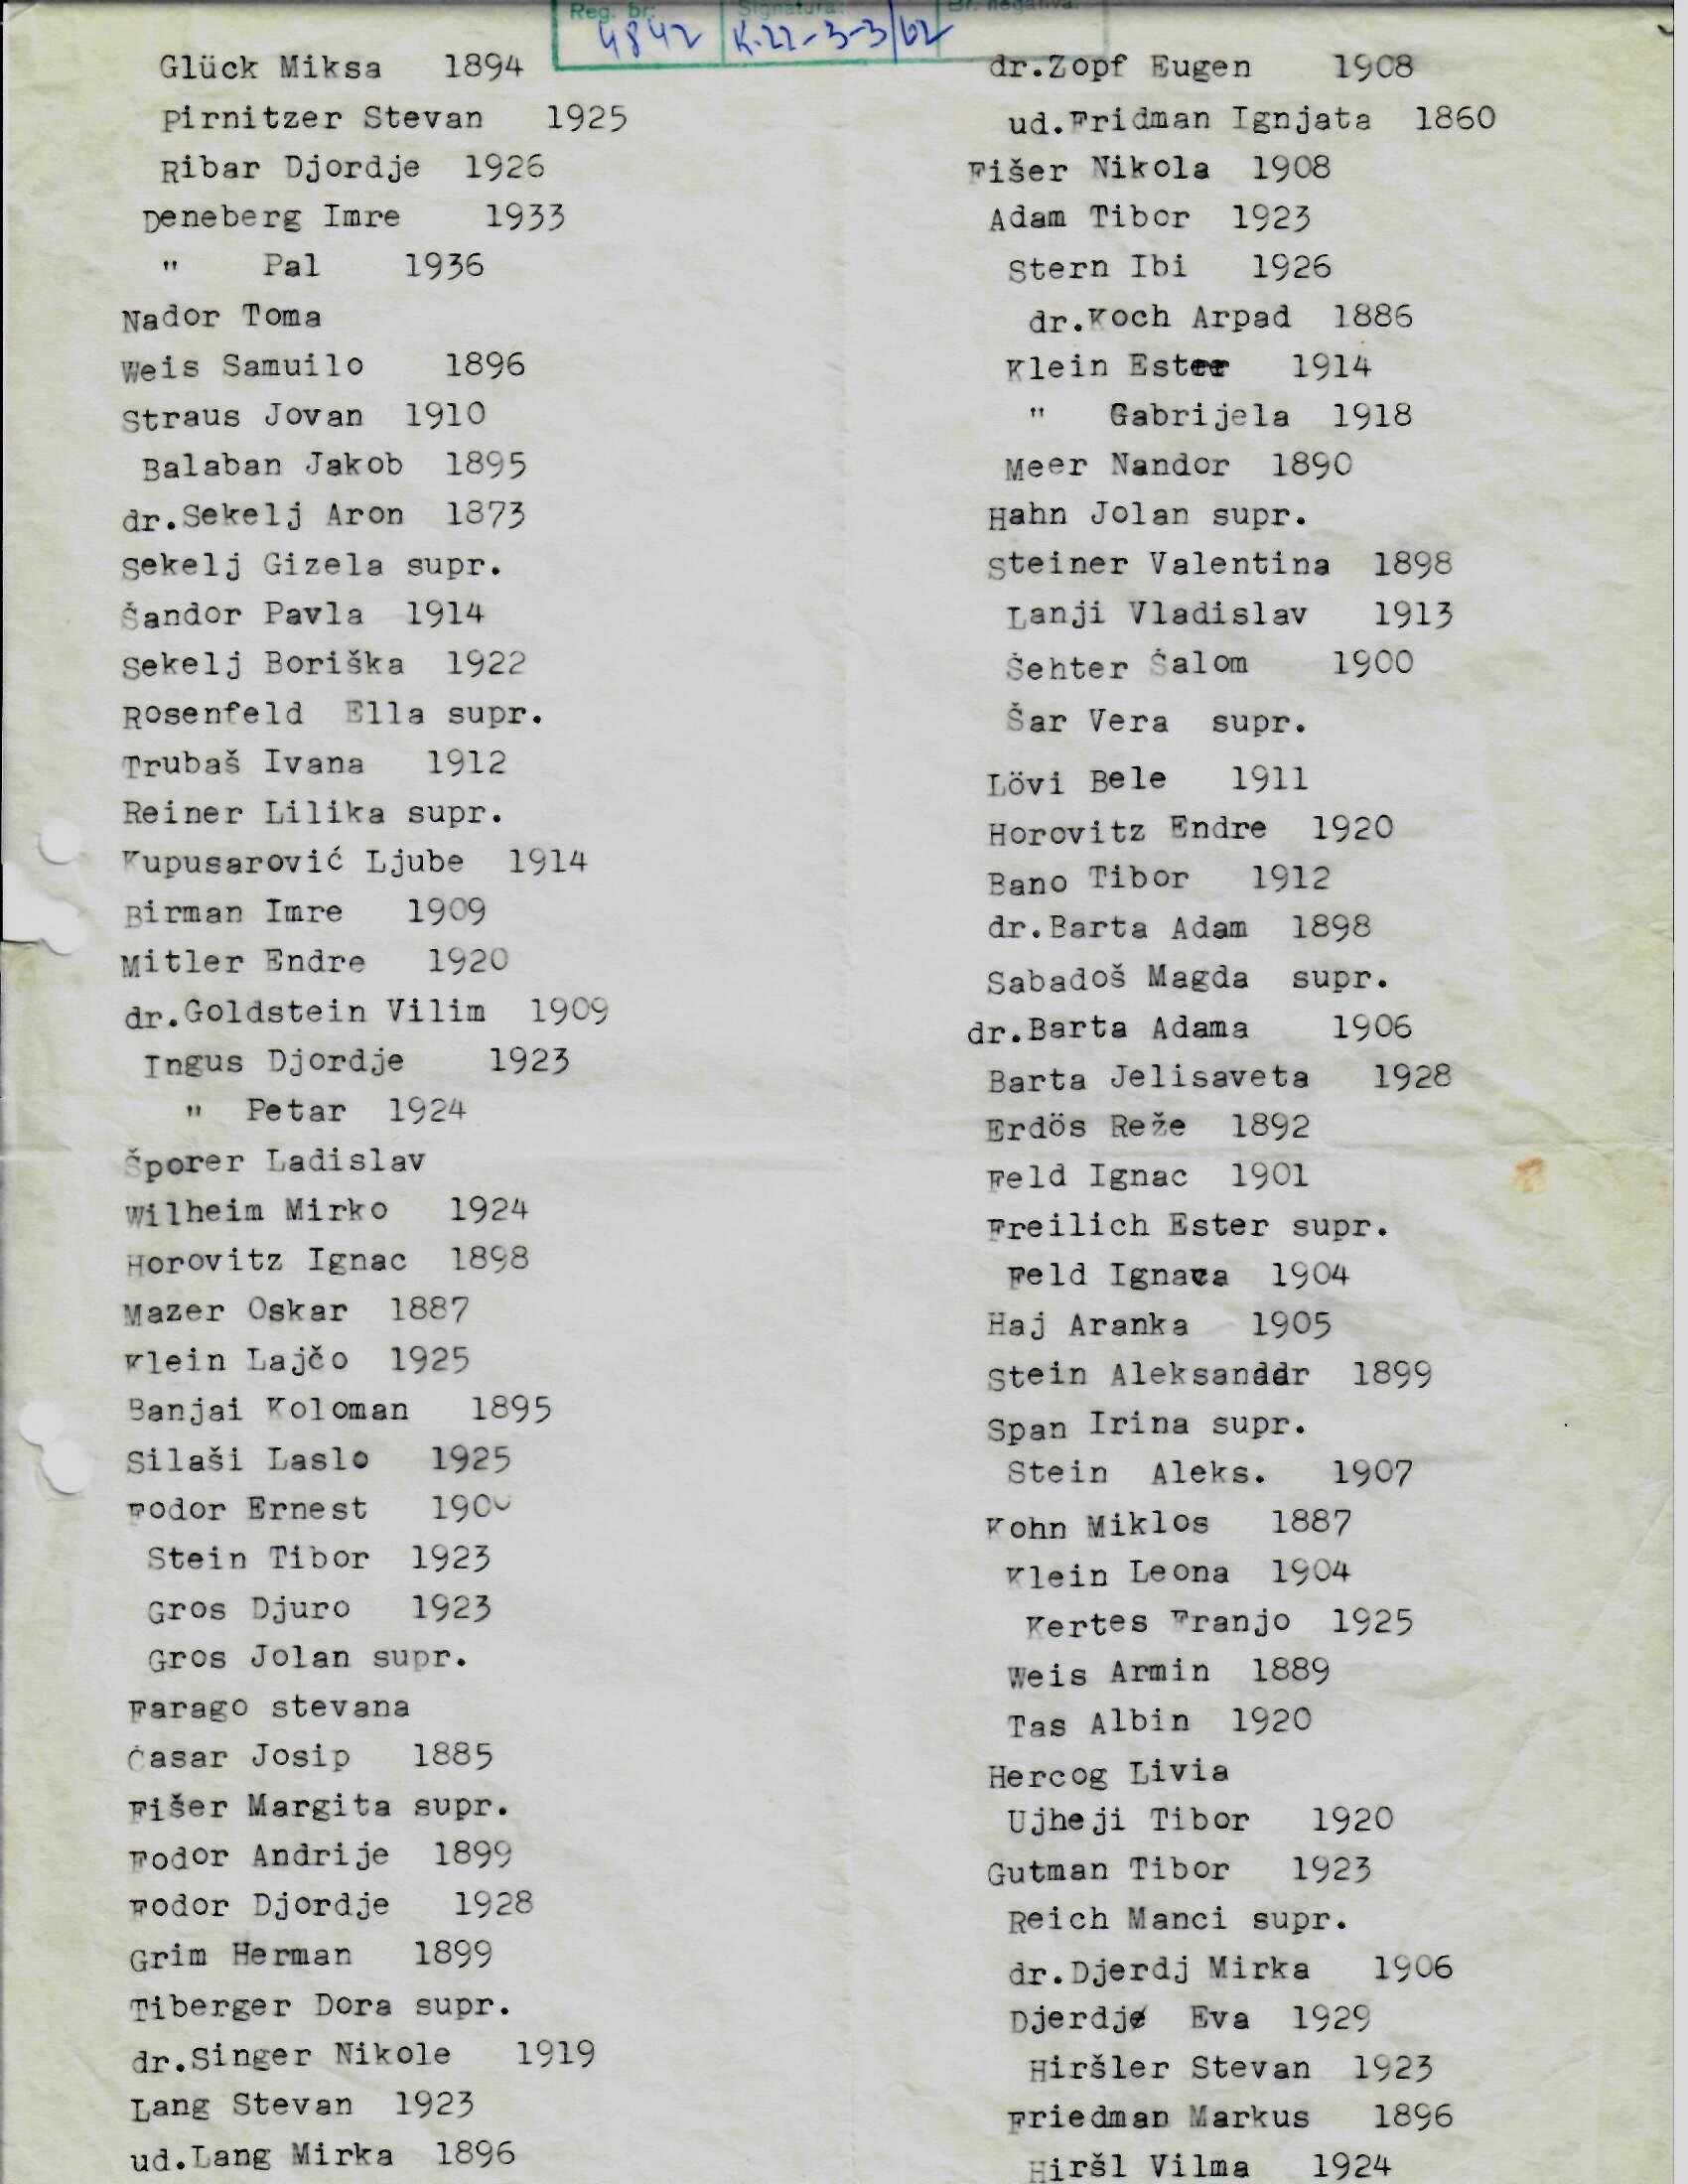 Reg. br: Signatura: Br. negativa:
4842 K.22-3-3/62
Glück Miksa 1894
Pirnitzer Stevan 1925
Ribar Djordje 1926
Deneberg Imre 1933
" Pal 1936
Nador Toma
Weis Samuilo 1896
Straus Jovan 1910
Balaban Jakob 1895
dr.Sekelj Aron 1873
Sekelj Gizela supr.
Šandor Pavla 1914
Sekelj Boriška 1922
Rosenfeld Ella supr.
Trubaš Ivana 1912
Reiner Lilika supr.
Kupusarović Ljube 1914
Birman Imre 1909
Mitler Endre 1920
dr.Goldstein Vilim 1909
Ingus Djordje 1923
" Petar 1924
Šporer Ladislav
Wilheim Mirko 1924
Horovitz Ignac 1898
Mazer Oskar 1887
Klein Lajčo 1925
Banjai Koloman 1895
Silaši Laslo 1925
Fodor Ernest
Stein Tibor 1923
Gros Djuro 1923
Gros Jolan supr.
Farago stevana
Časar Josip 1885
Fišer Margita supr.
Fodor Andrije 1899
Fodor Djordje 1928
Grim Herman 1899
Tiberger Dora supr.
dr.Singer Nikole 1919
Lang Stevan 1923
ud.Lang Mirka 1896
dr.Zopf Eugen 1908
ud.Fridman Ignjata 1860
Fišer Nikola 1908
Adam Tibor 1923
Stern Ibi 1926
dr.Koch Arpad 1886
Klein Ester 1914
" Gabrijela 1918
Meer Nandor 1890
Hahn Jolan supr.
Steiner Valentina 1898
Lanji Vladislav 1913
Šehter Šalom 1900
Šar Vera supr.
Lövi Bele 1911
Horovitz Endre 1920
Bano Tibor 1912
dr.Barta Adam 1898
Sabadoš Magda supr.
dr.Barta Adama 1906
Barta Jelisaveta 1928
Erdös Reže 1892
Feld Ignac 1901
Freilich Ester supr.
Feld Ignaca 1904
Haj Aranka 1905
Stein Aleksandar 1899
Span Irina supr.
Stein Aleks. 1907
Kohn Miklos 1887
Klein Leona 1904
Kertes Franjo 1925
Weis Armin 1889
Tas Albin 1920
Hercog Livia
Ujheji Tibor 1920
Gutman Tibor 1923
Reich Manci supr.
dr.Djerdj Mirka 1906
Djerdj Eva 1929
Hiršler Stevan 1923
Friedman Markus 1896
Hiršl Vilma 1924